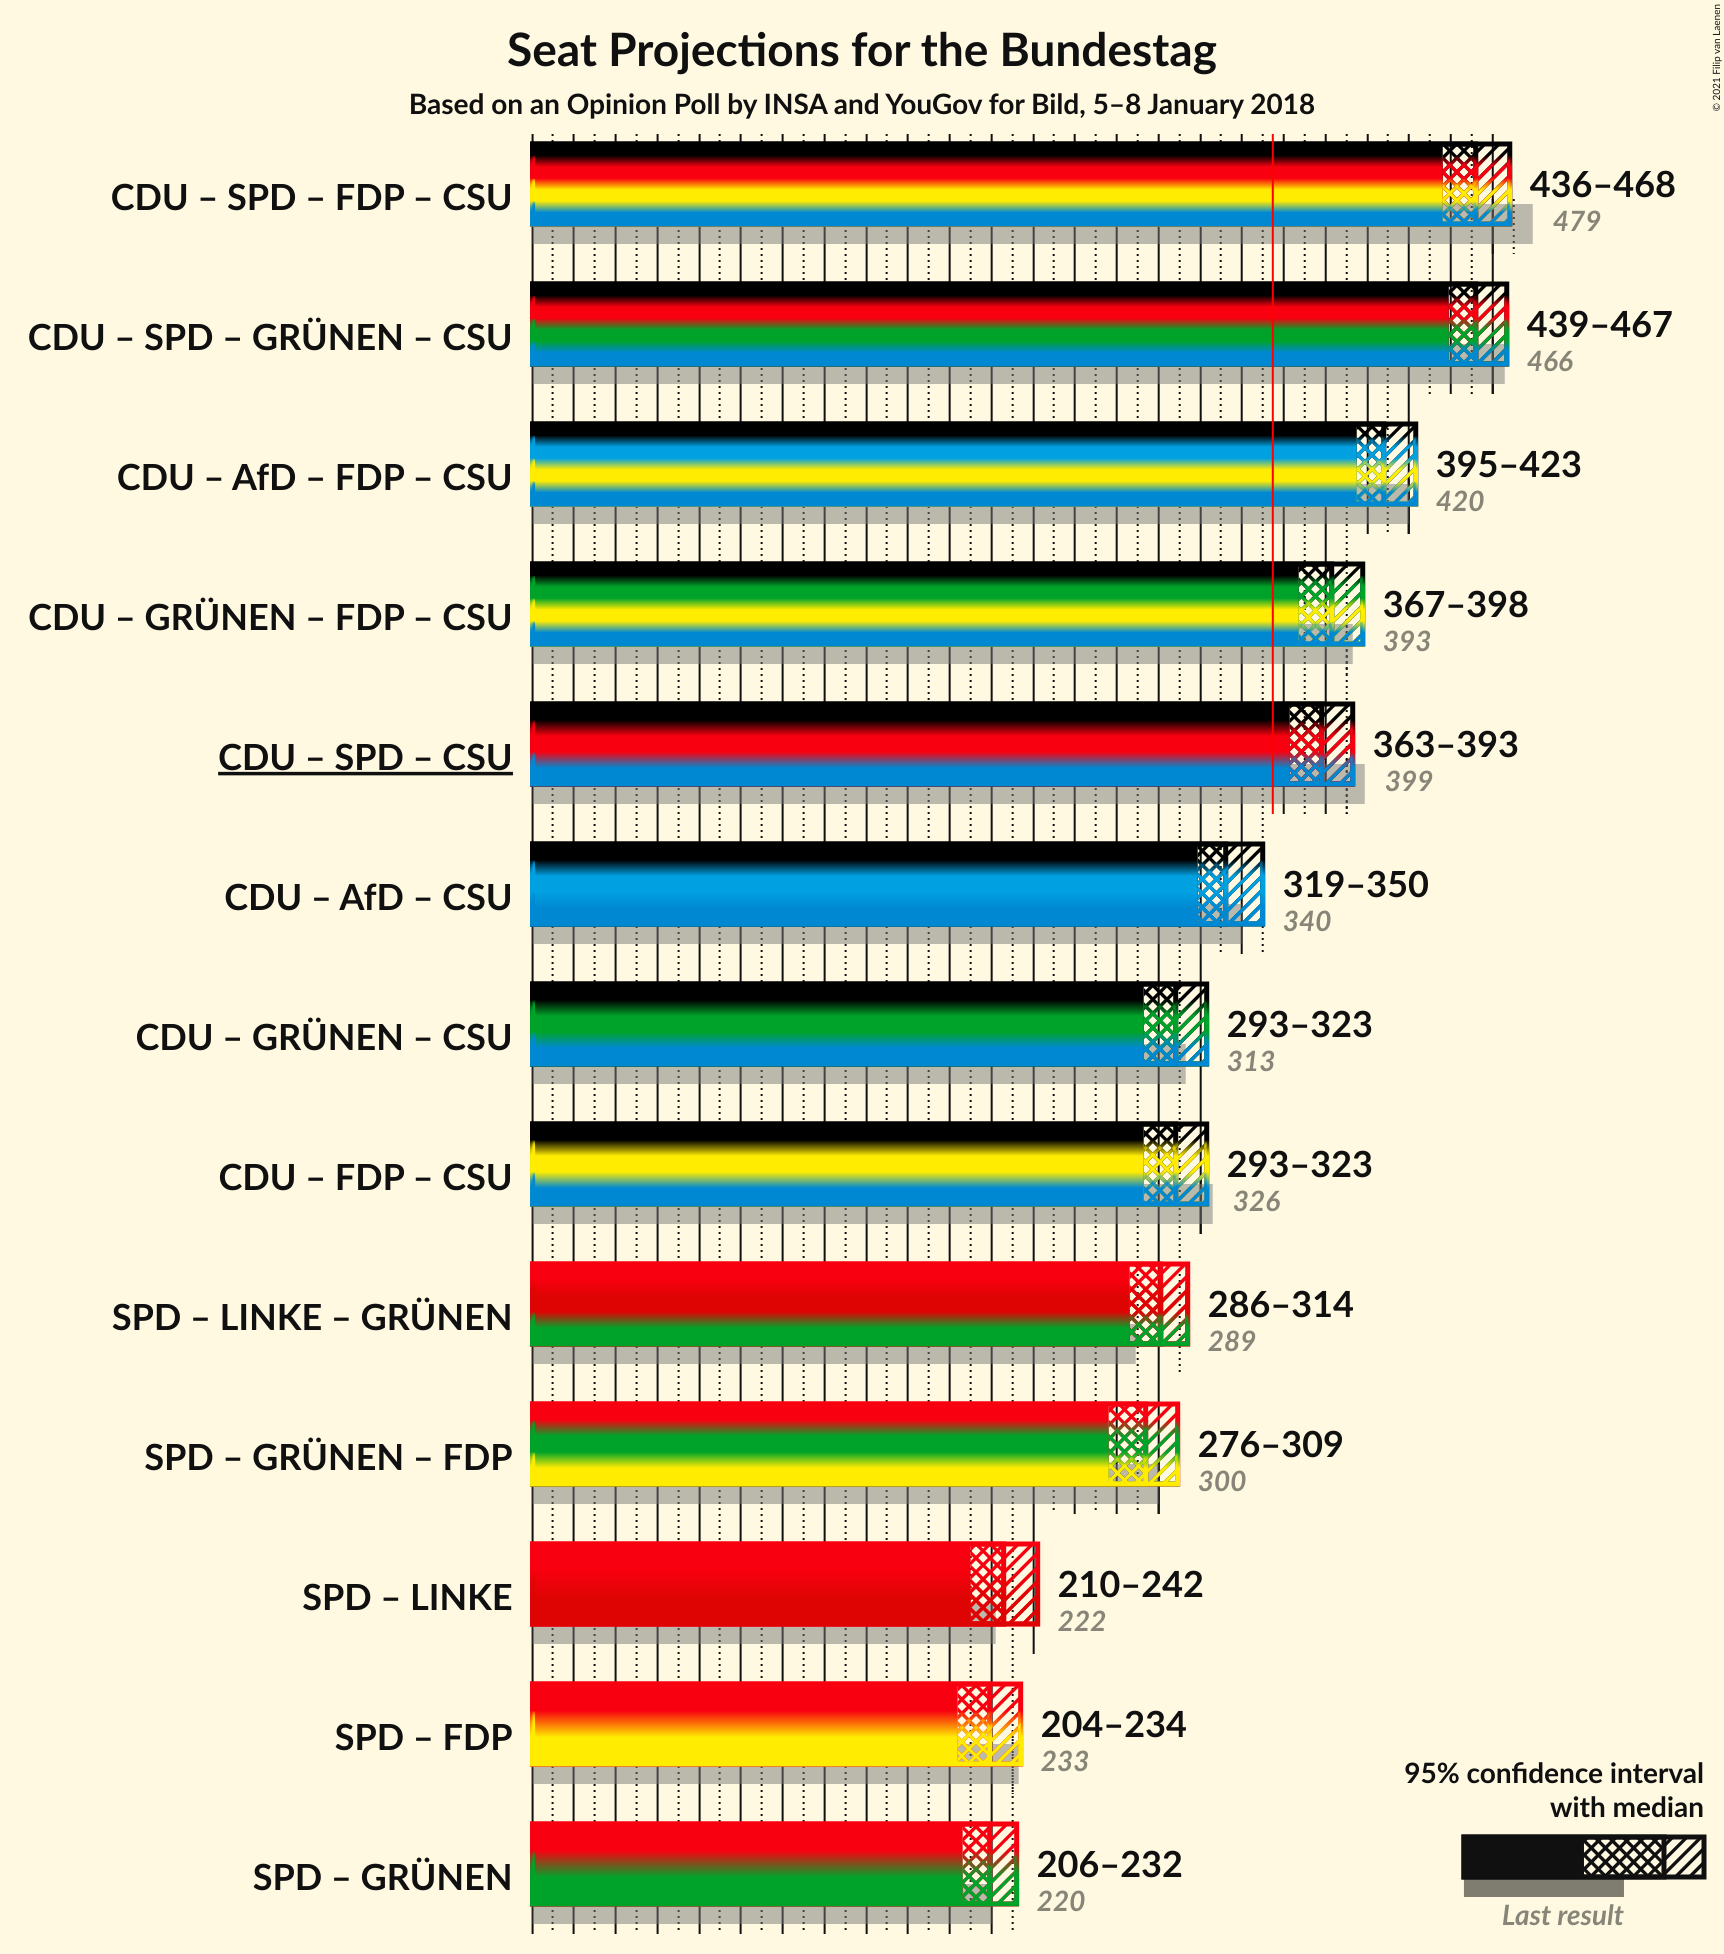 Seat Projections for the Bundestag
Based on an Opinion Poll by INSA and YouGov for Bild, 5–8 January 2018
© 2021 Filip van Laenen
CDU – SPD – FDP – CSU
436–468
479
CDU – SPD – GRÜNEN – CSU
439–467
466
CDU – AfD – FDP – CSU
395–423
420
CDU – GRÜNEN – FDP – CSU
367–398
393
CDU – SPD – CSU
363–393
399
CDU – AfD – CSU
319–350
340
CDU – GRÜNEN – CSU
293–323
313
CDU – FDP – CSU
293–323
326
SPD – LINKE – GRÜNEN
286–314
289
SPD – GRÜNEN – FDP
276–309
300
SPD – LINKE
210–242
222
SPD – FDP
204–234
233
SPD – GRÜNEN
206–232
220
95% confidence interval
with median
Last result